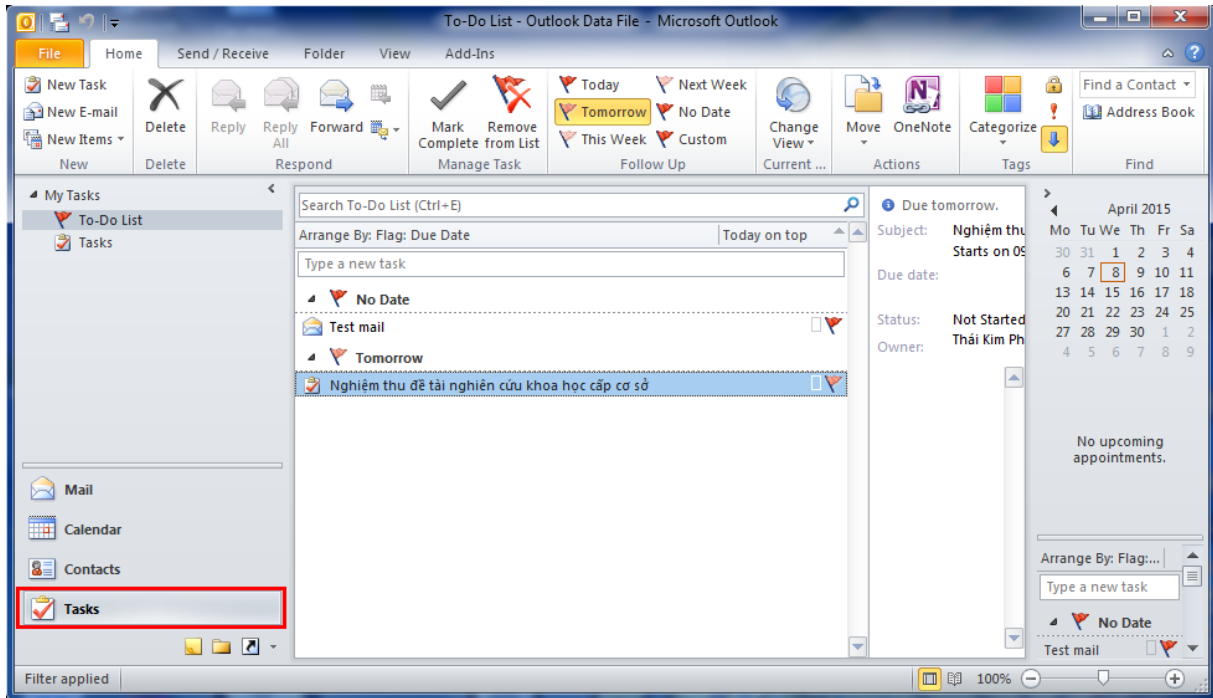 To-Do List - Outlook Data File - Microsoft Outlook
File Home Send / Receive Folder View Add-Ins
New Task
New E-mail
New Items
New
Delete
Delete
Reply
Reply All
Forward
Respond
Mark Complete
Remove from List
Manage Task
Today
Tomorrow
This Week
Next Week
No Date
Custom
Follow Up
Change View
Current ...
Move
OneNote
Actions
Categorize
Tags
Find a Contact
Address Book
Find
My Tasks
To-Do List
Tasks
Mail
Calendar
Contacts
Tasks
Search To-Do List (Ctrl+E)
Arrange By: Flag: Due Date Today on top
Type a new task
No Date
Test mail
Tomorrow
Nghiệm thu đề tài nghiên cứu khoa học cấp cơ sở
Due tomorrow.
Subject: Nghiệm thu
Starts on 09
Due date:
Status: Not Started
Owner: Thái Kim Ph
April 2015
Mo Tu We Th Fr Sa
30 31 1 2 3 4
6 7 8 9 10 11
13 14 15 16 17 18
20 21 22 23 24 25
27 28 29 30 1 2
4 5 6 7 8 9
No upcoming
appointments.
Arrange By: Flag:...
Type a new task
No Date
Test mail
Filter applied
100%